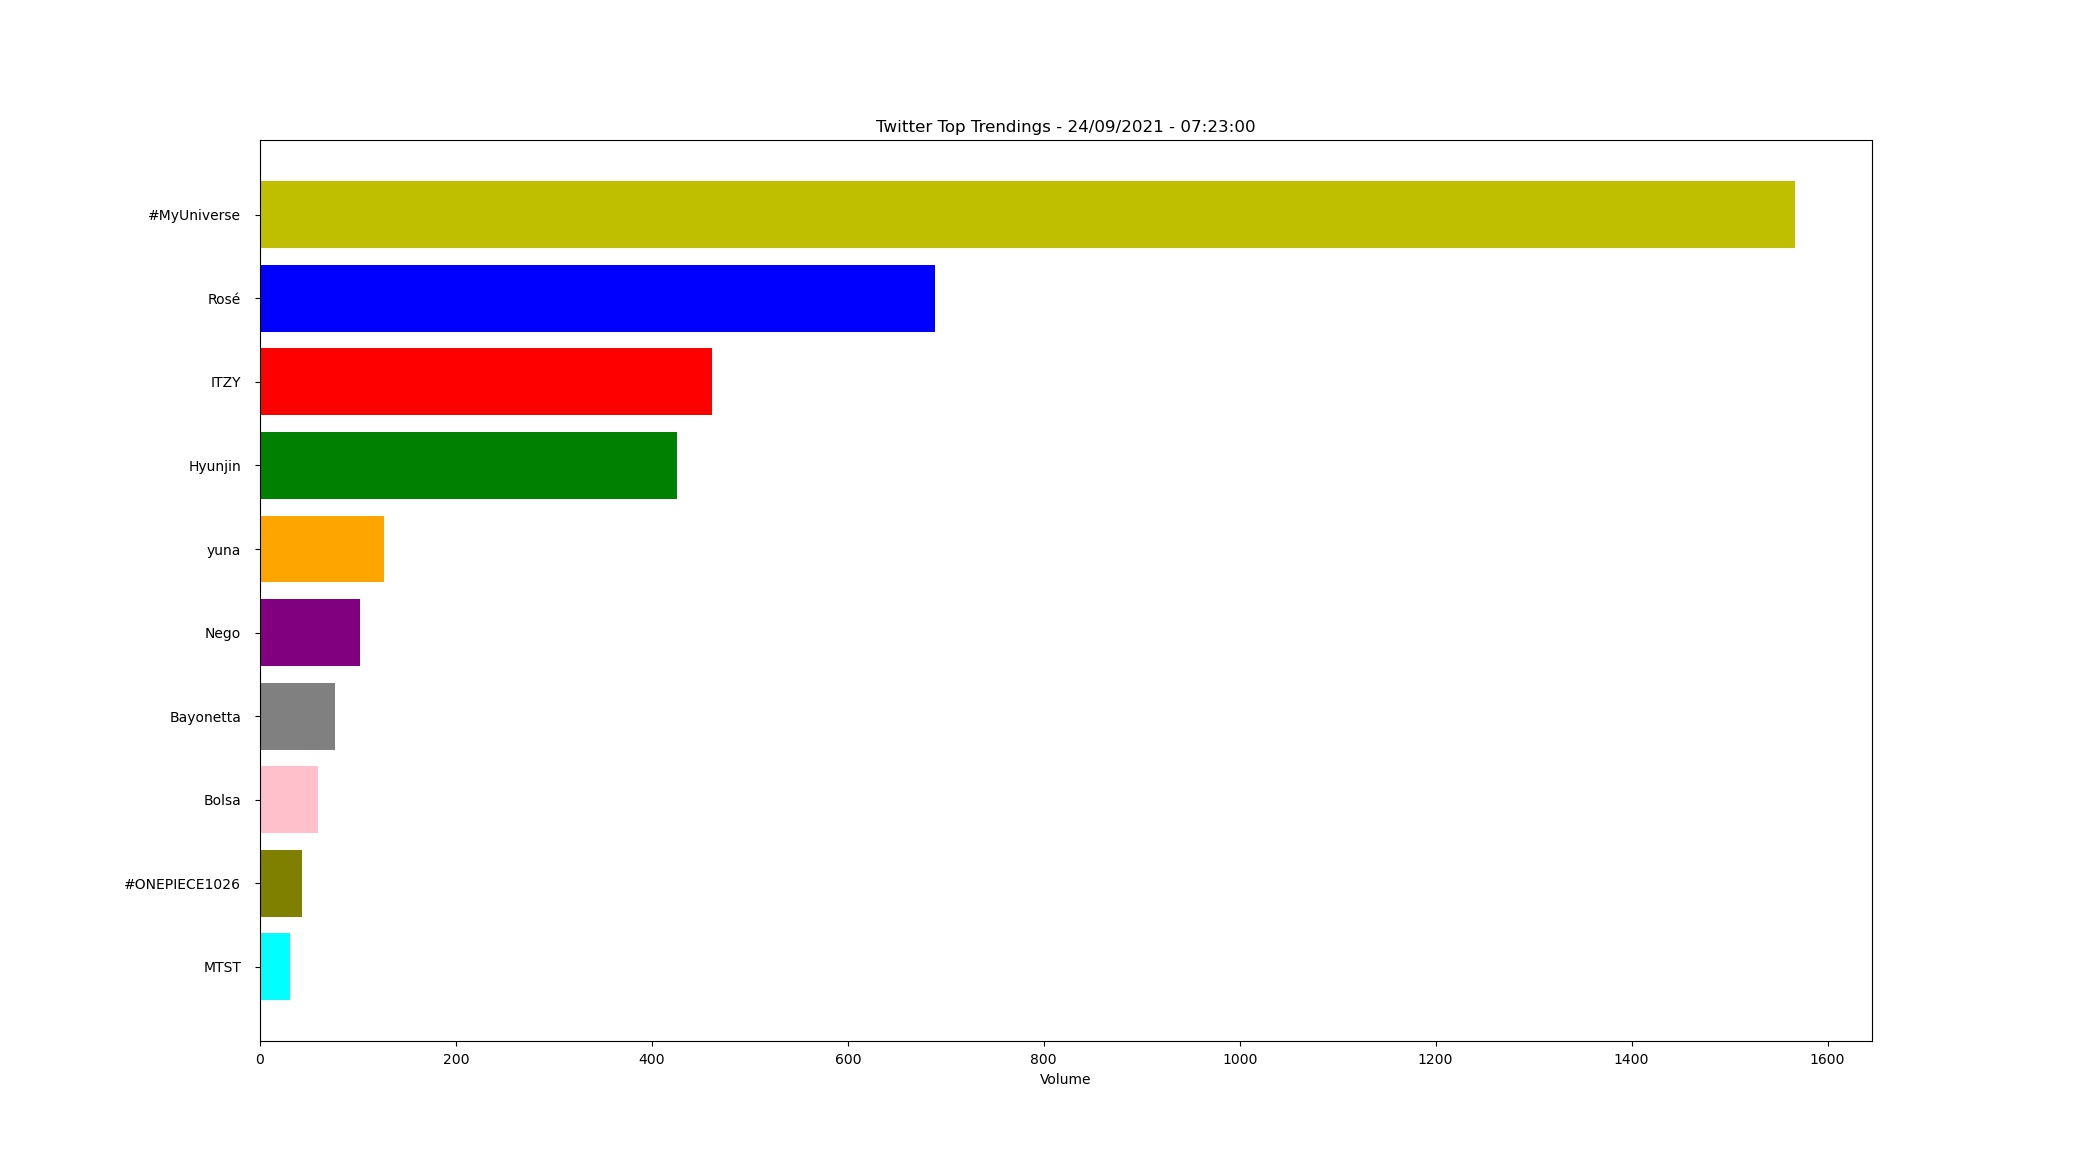 Twitter Top Trendings - 24/09/2021 - 07:23:00
#MyUniverse
Rosé
ITZY
Hyunjin
yuna
Nego
Bayonetta
Bolsa
#ONEPIECE1026
MTST
0 200 400 600 800 1000 1200 1400 1600
Volume